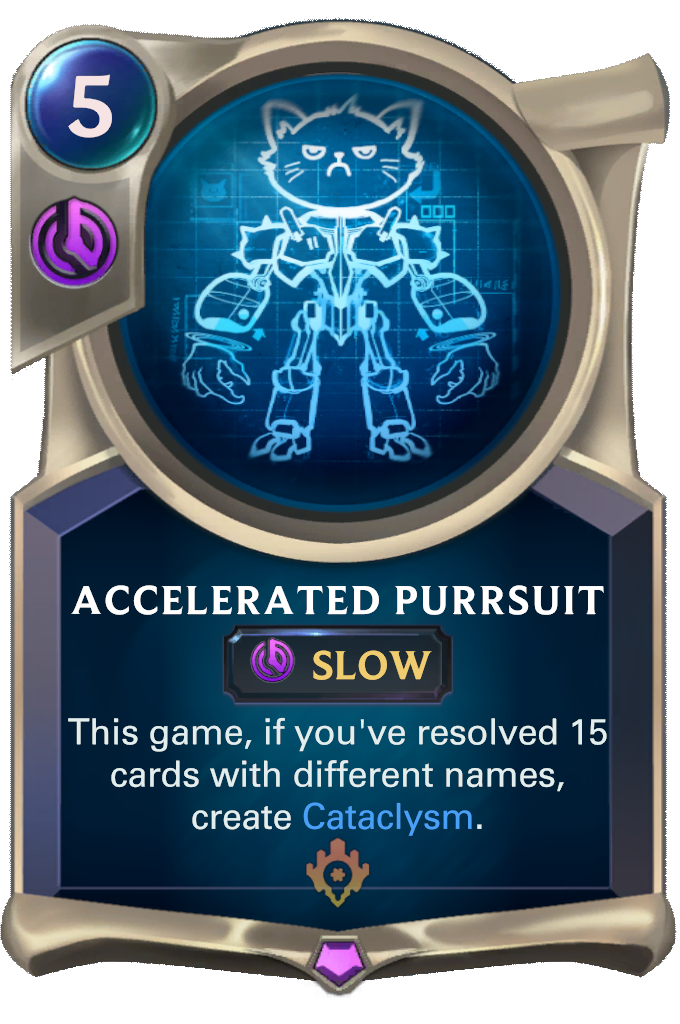 5
ACCELERATED PURRSUIT
SLOW
This game, if you've resolved 15
cards with different names,
create Cataclysm.